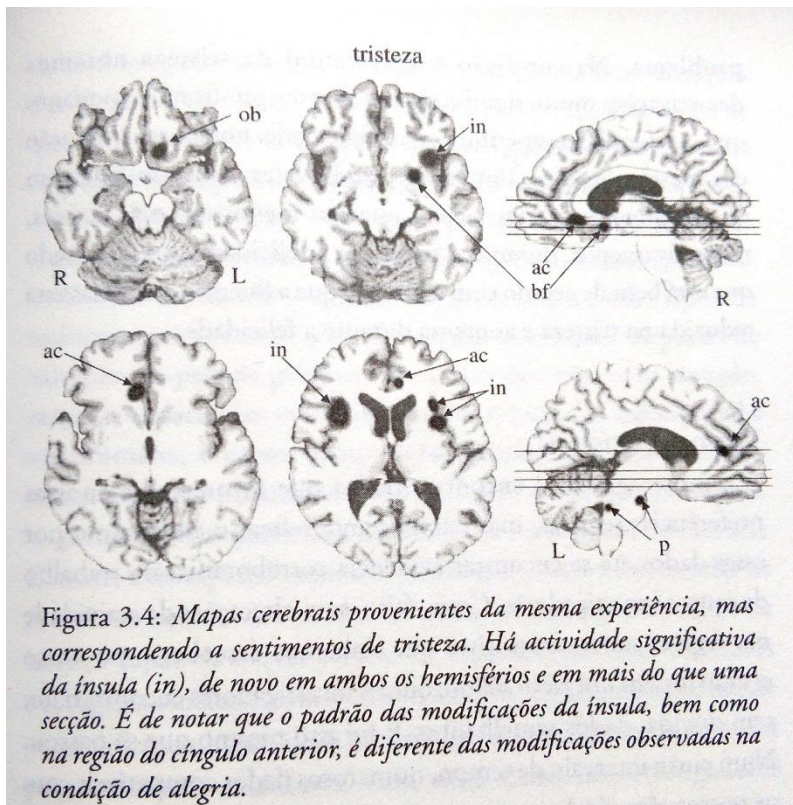 tristeza
ob
in
ac
bf
R
L
R
ac
in
ac
in
ac
L
p
Figura 3.4: Mapas cerebrais provenientes da mesma experiência, mas
correspondendo a sentimentos de tristeza. Há actividade significativa
da ínsula (in), de novo em ambos os hemisférios e em mais do que uma
secção. É de notar que o padrão das modificações da ínsula, bem como
na região do cíngulo anterior, é diferente das modificações observadas na
condição de alegria.